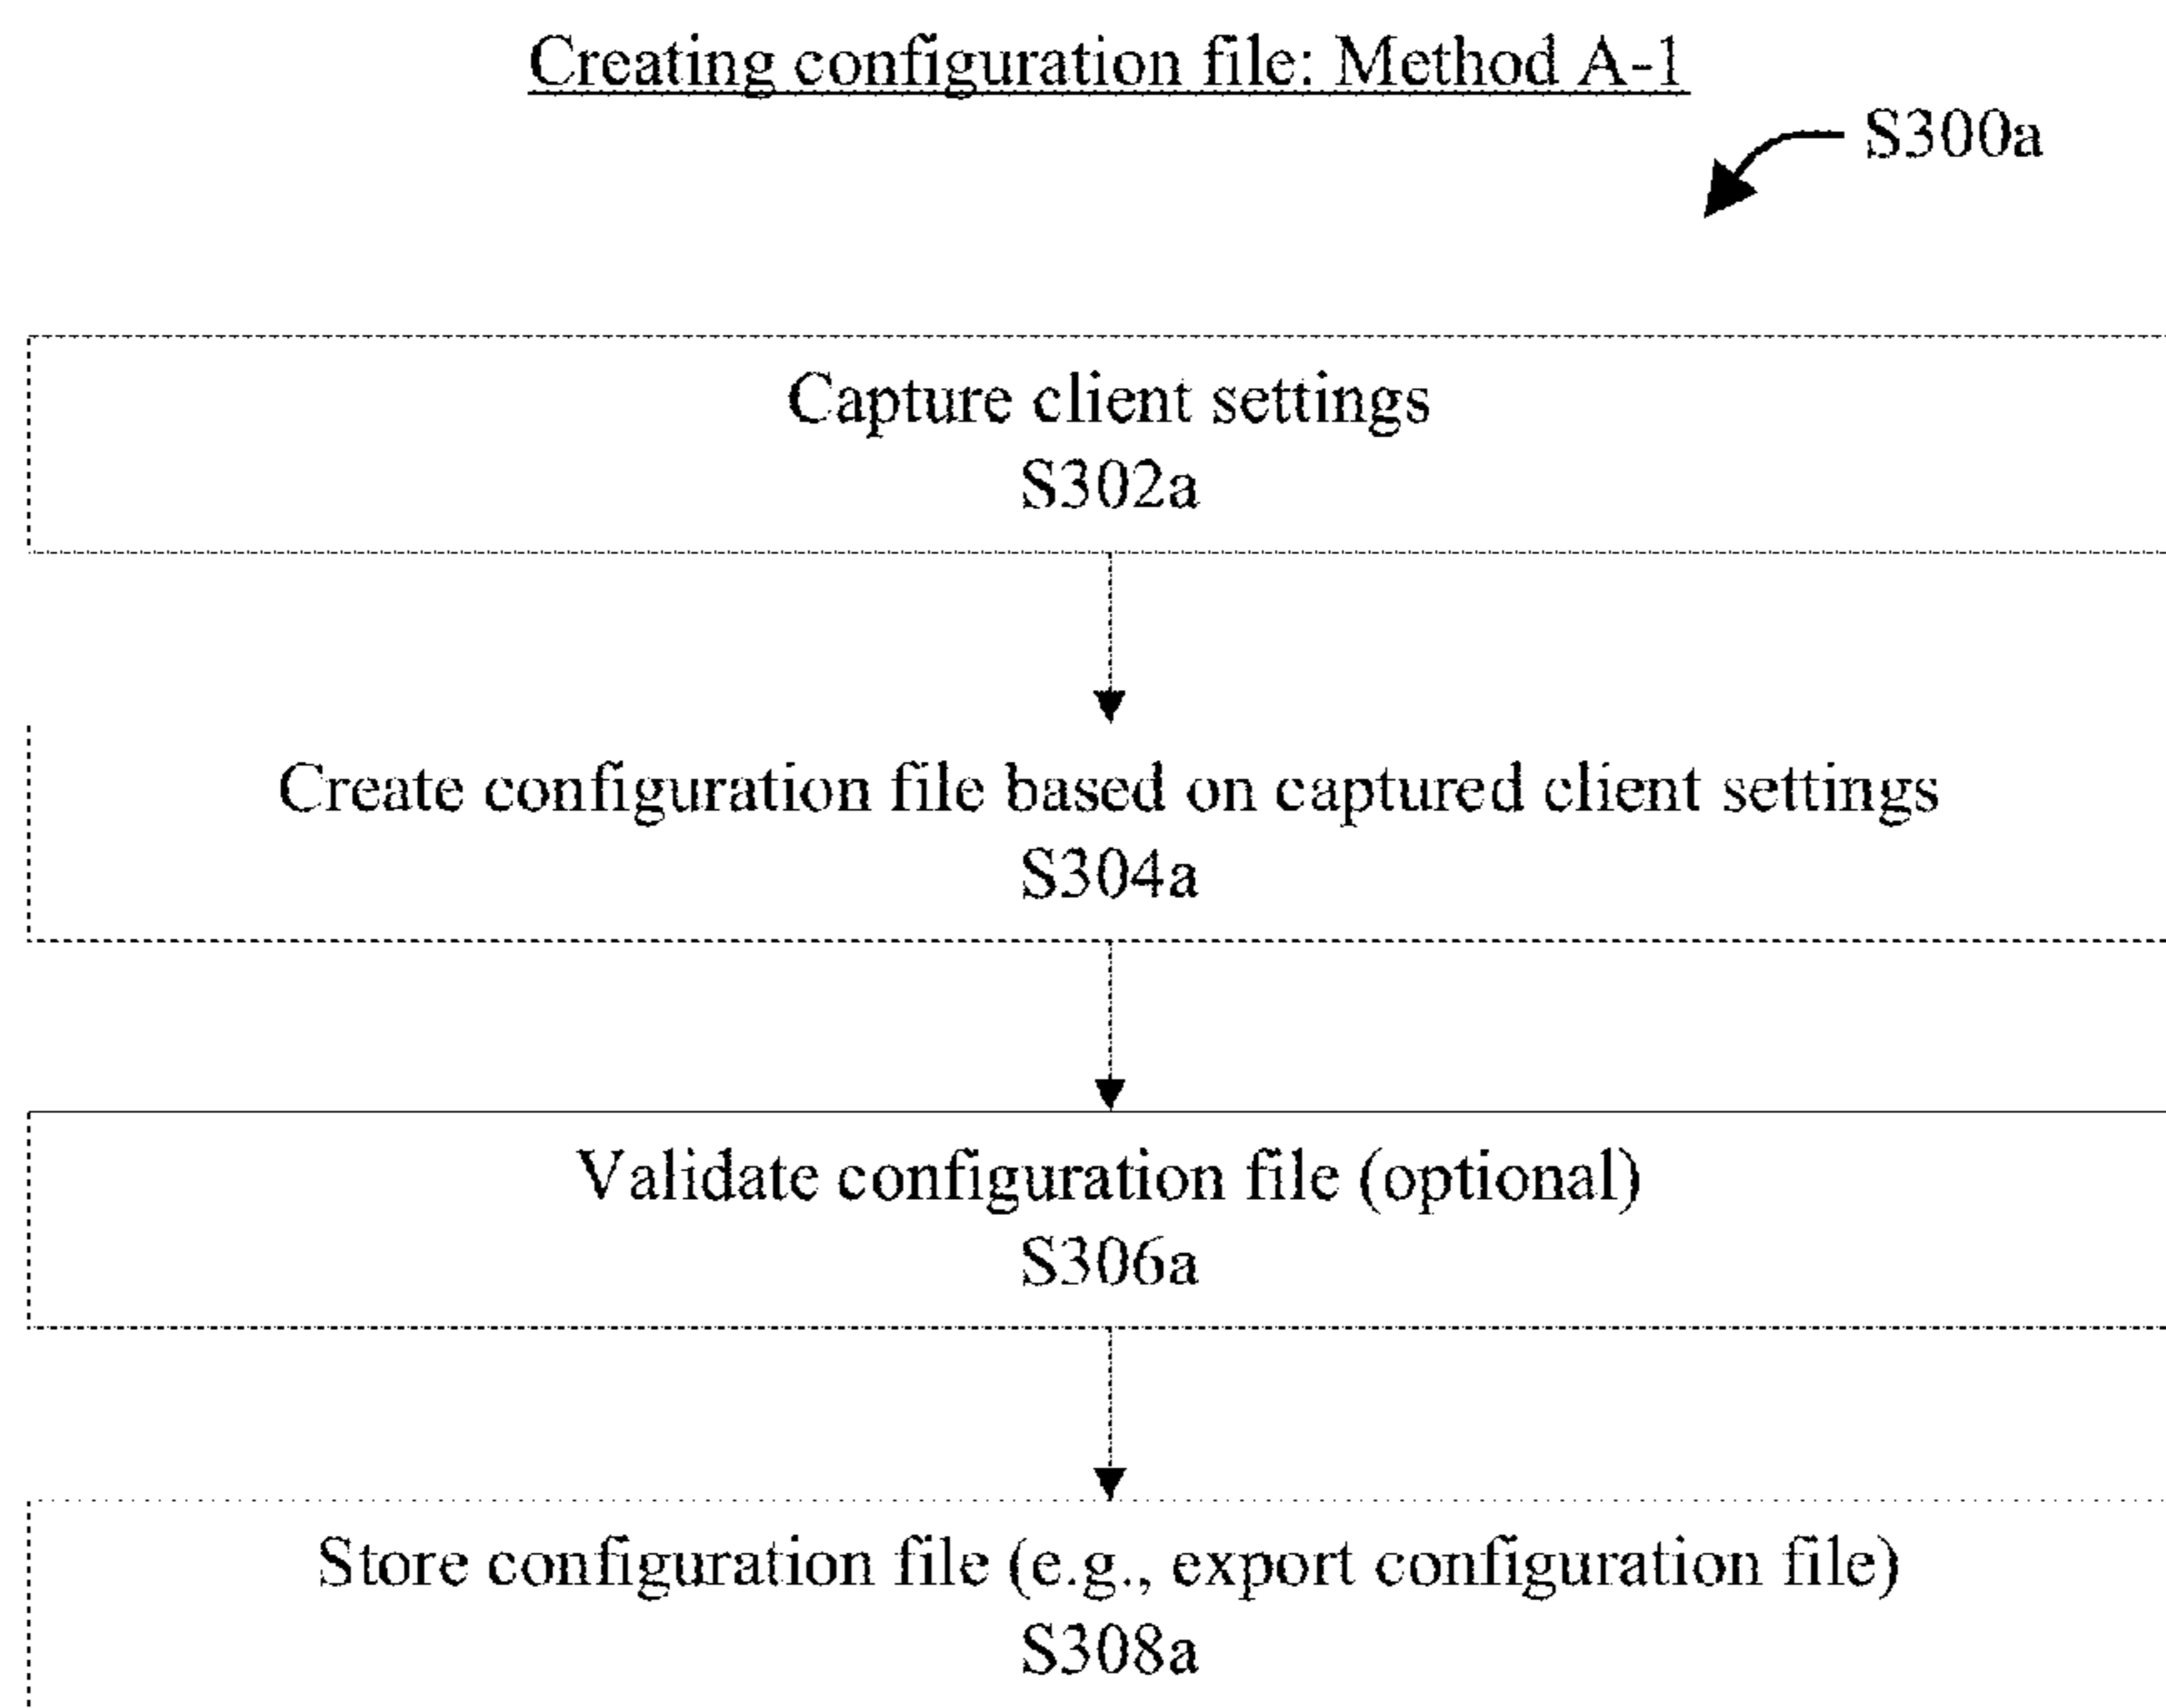 Creating configuration file: Method A-1
S300a
Capture client settings
S302a
Create configuration file based on captured client settings
S304a
Validate configuration file (optional)
S306a
Store configuration file (e.g., export configuration file)
S308a